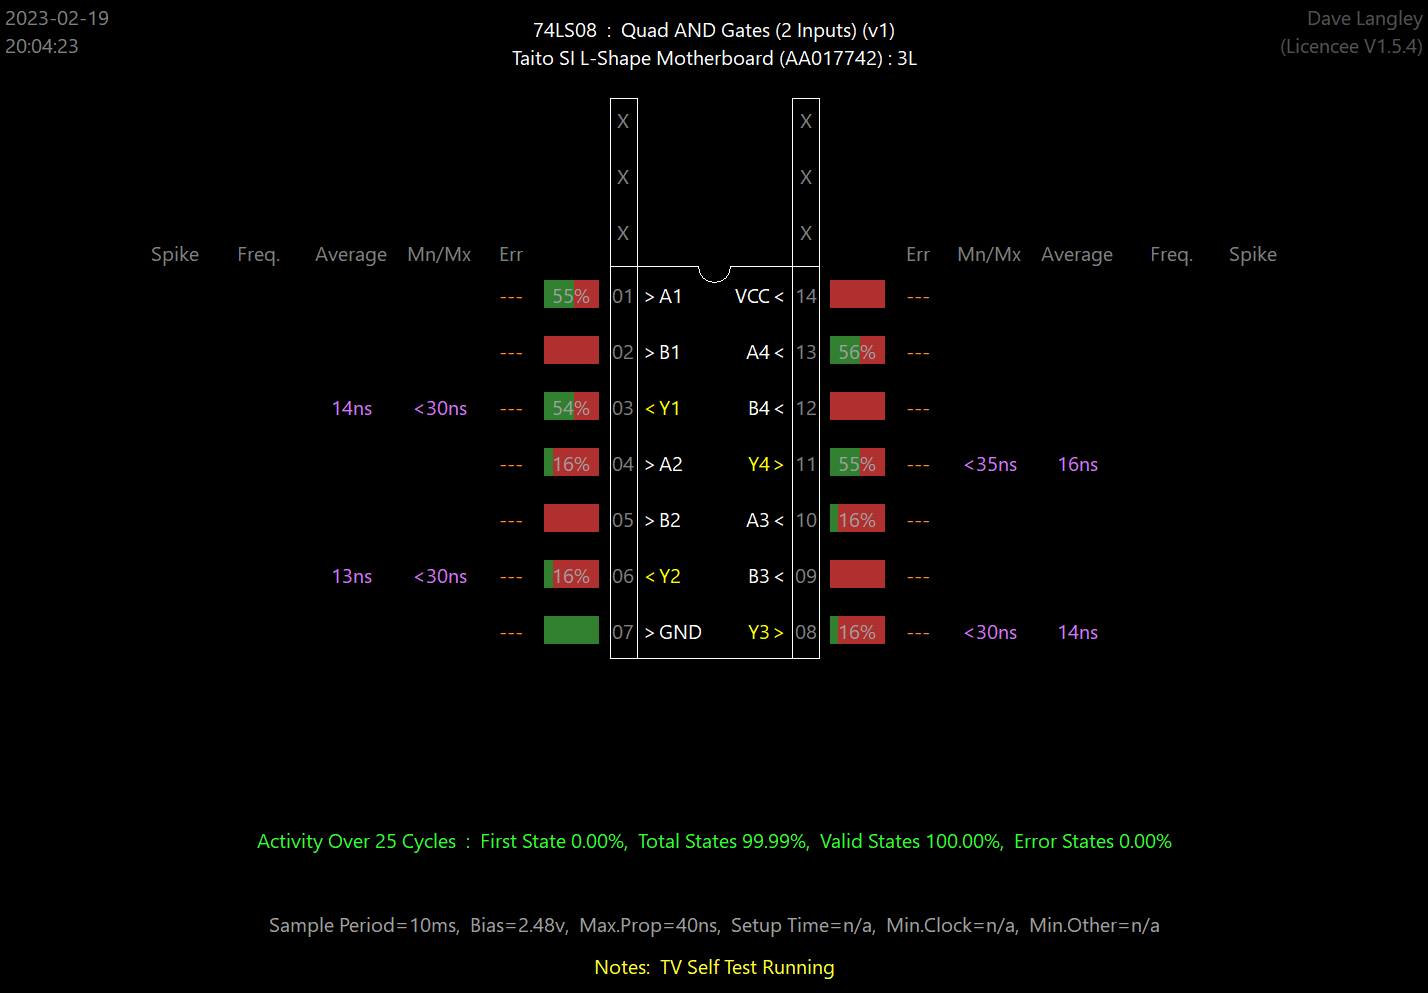 2023-02-19
20:04:23
74LS08 : Quad AND Gates (2 Inputs) (v1)
Taito SI L-Shape Motherboard (AA017742) : 3L
Dave Langley
(Licencee V1.5.4)
X X
X X
X X
Spike Freq. Average Mn/Mx Err Err Mn/Mx Average Freq. Spike
--- 55% 01 >A1 VCC< 14 ---
--- 02 >B1 A4< 13 56% ---
14ns <30ns --- 54% 03 <Y1 B4< 12 ---
--- 16% 04 >A2 Y4> 11 55% --- <35ns 16ns
--- 05 >B2 A3< 10 16% ---
13ns <30ns --- 16% 06 <Y2 B3< 09 ---
--- 07 >GND Y3> 08 16% --- <30ns 14ns
Activity Over 25 Cycles : First State 0.00%, Total States 99.99%, Valid States 100.00%, Error States 0.00%
Sample Period=10ms, Bias=2.48v, Max.Prop=40ns, Setup Time=n/a, Min.Clock=n/a, Min.Other=n/a
Notes: TV Self Test Running